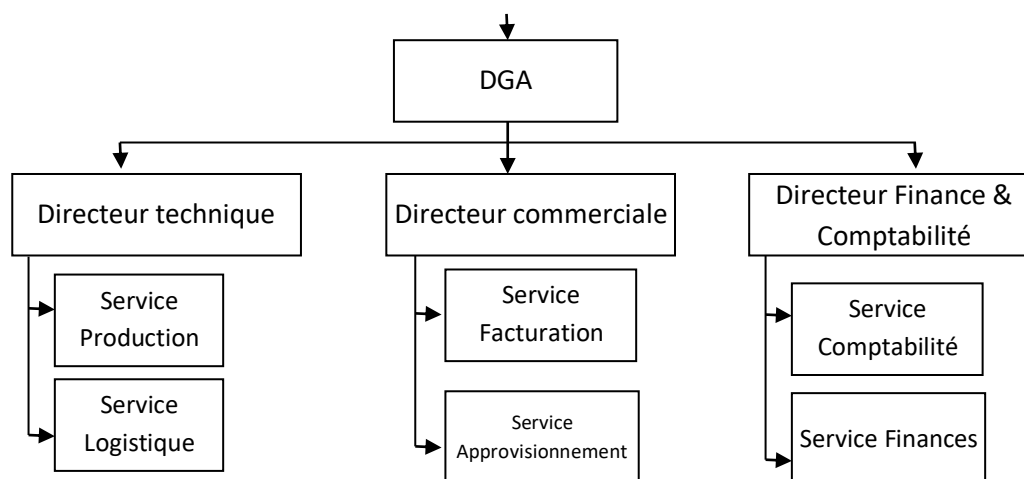 DGA
Directeur technique
Directeur commerciale
Directeur Finance &
Comptabilité
Service
Production
Service
Logistique
Service
Facturation
Service
Approvisionnement
Service
Comptabilité
Service Finances